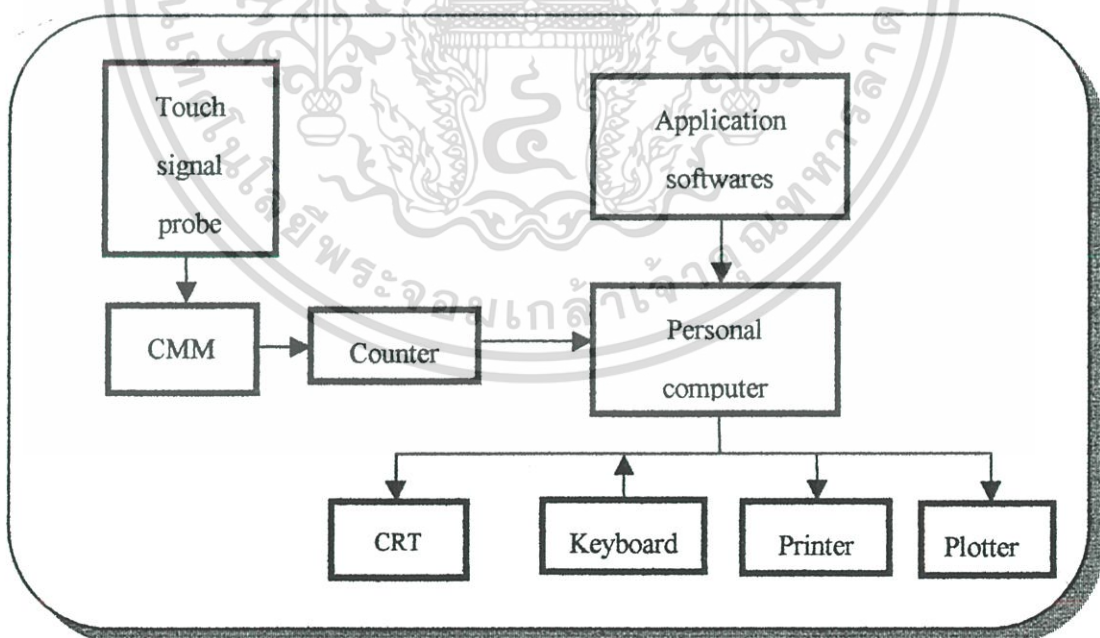 Touch
signal
probe
Application
softwares
CMM
Counter
Personal
computer
CRT
Keyboard
Printer
Plotter